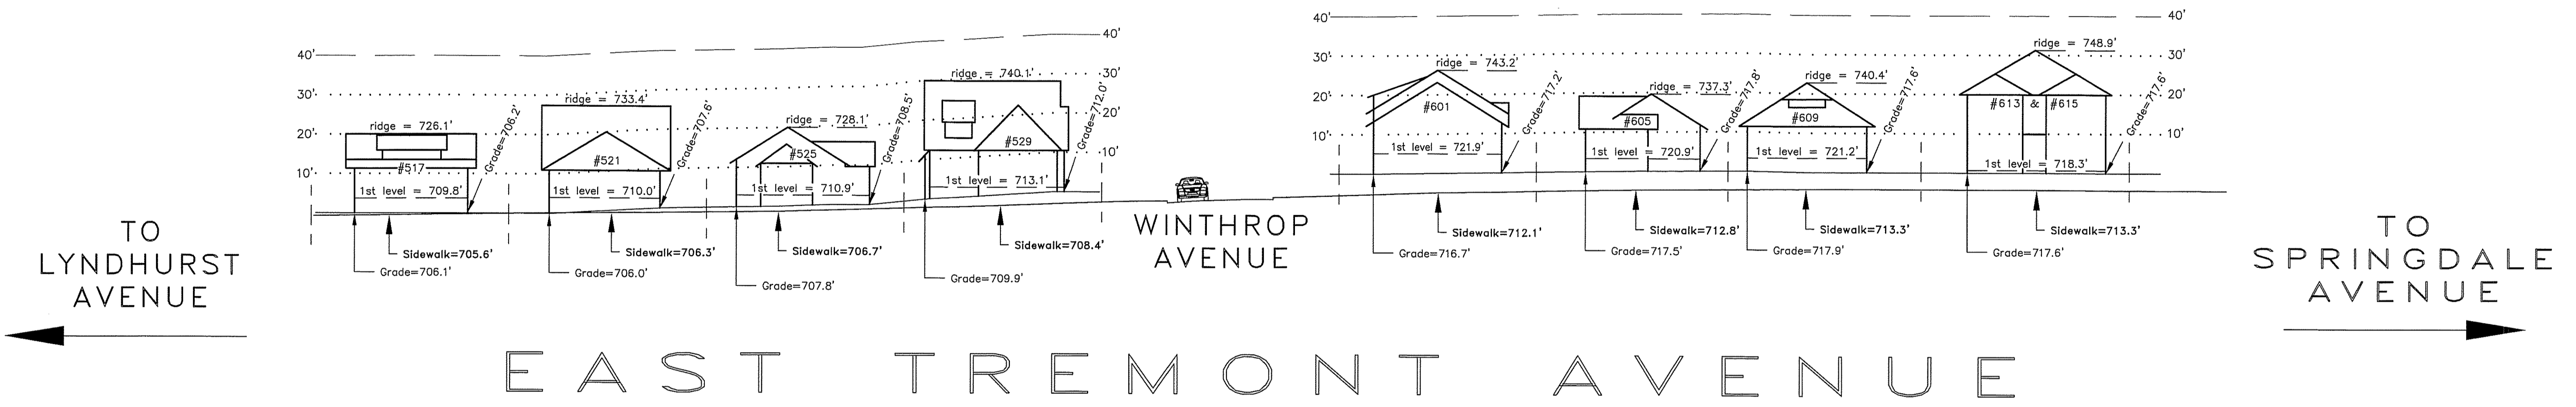 40'
30'
20'
10'
ridge = 726.1'
#517
1st level = 709.8'
Grade=706.2'
Sidewalk=705.6'
Grade=706.1'
ridge = 733.4'
#521
1st level = 710.0'
Grade=707.6'
Sidewalk=706.3'
Grade=706.0'
ridge = 728.1'
#525
1st level = 710.9'
Grade=708.5'
Sidewalk=706.7'
Grade=707.8'
ridge = 740.1'
#529
1st level = 713.1'
Grade=712.0'
Sidewalk=708.4'
Grade=709.9'
40'
30'
20'
10'
WINTHROP
AVENUE
40'
30'
20'
10'
ridge = 743.2'
#601
1st level = 721.9'
Grade=717.2'
Sidewalk=712.1'
Grade=716.7'
ridge = 737.3'
#605
1st level = 720.9'
Grade=717.8'
Sidewalk=712.8'
Grade=717.5'
ridge = 740.4'
#609
1st level = 721.2'
Grade=717.6'
Sidewalk=713.3'
Grade=717.9'
ridge = 748.9'
#613 & #615
1st level = 718.3'
Grade=717.6'
Sidewalk=713.3'
Grade=717.6'
40'
30'
20'
10'
TO
LYNDHURST
AVENUE
TO
SPRINGDALE
AVENUE
EAST TREMONT AVENUE